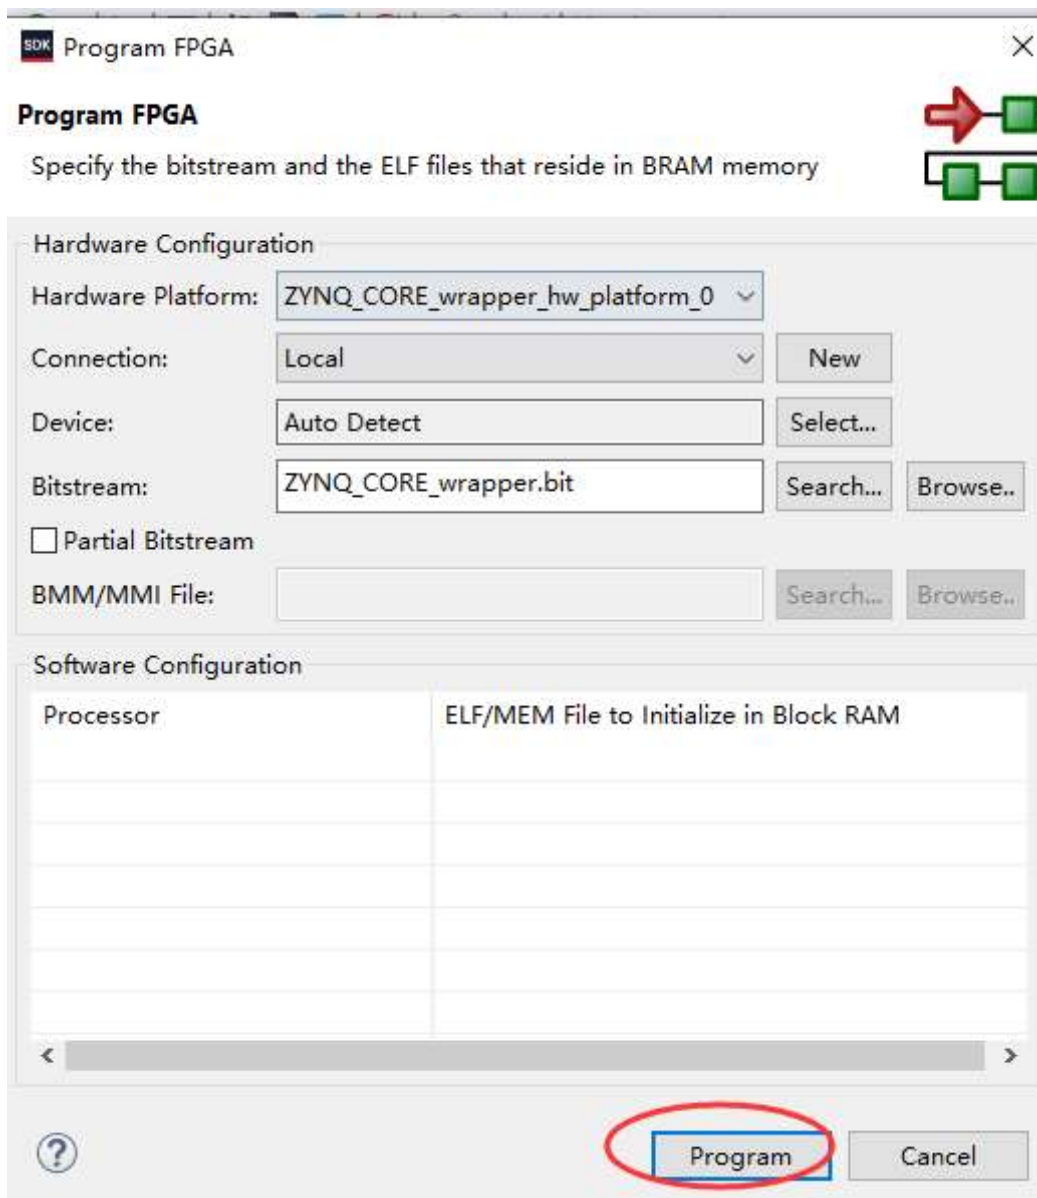 SDK Program FPGA
Program FPGA
Specify the bitstream and the ELF files that reside in BRAM memory
Hardware Configuration
Hardware Platform: ZYNQ_CORE_wrapper_hw_platform_0
Connection: Local New
Device: Auto Detect Select...
Bitstream: ZYNQ_CORE_wrapper.bit Search... Browse..
Partial Bitstream
BMM/MMI File: Search... Browse..
Software Configuration
Processor ELF/MEM File to Initialize in Block RAM
? Program Cancel